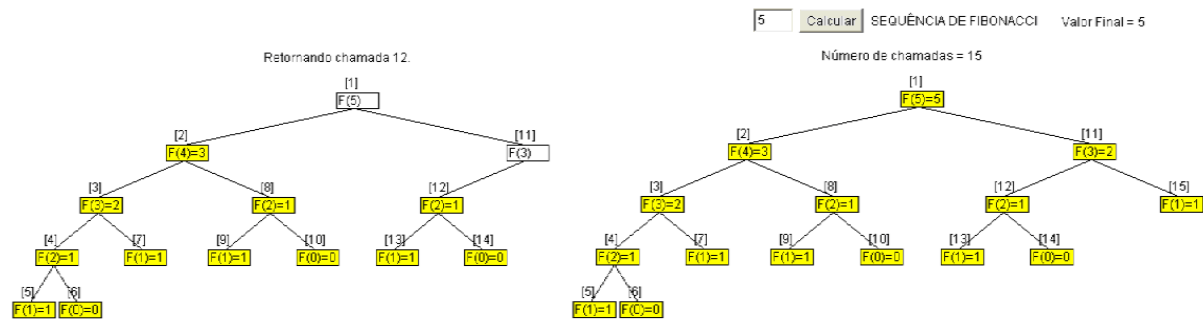 5 Calcular SEQUÊNCIA DE FIBONACCI Valor Final = 5
Retornando chamada 12.
[1]
F(5)
[2] [11]
F(4)=3 F(3)
[3] [8] [12]
F(3)=2 F(2)=1 F(2)=1
[4] [7] [9] [10] [13] [14]
F(2)=1 F(1)=1 F(1)=1 F(0)=0 F(1)=1 F(0)=0
[5] [6]
F(1)=1 F(0)=0
Número de chamadas = 15
[1]
F(5)=5
[2] [11]
F(4)=3 F(3)=2
[3] [8] [12] [15]
F(3)=2 F(2)=1 F(2)=1 F(1)=1
[4] [7] [9] [10] [13] [14]
F(2)=1 F(1)=1 F(1)=1 F(0)=0 F(1)=1 F(0)=0
[5] [6]
F(1)=1 F(0)=0